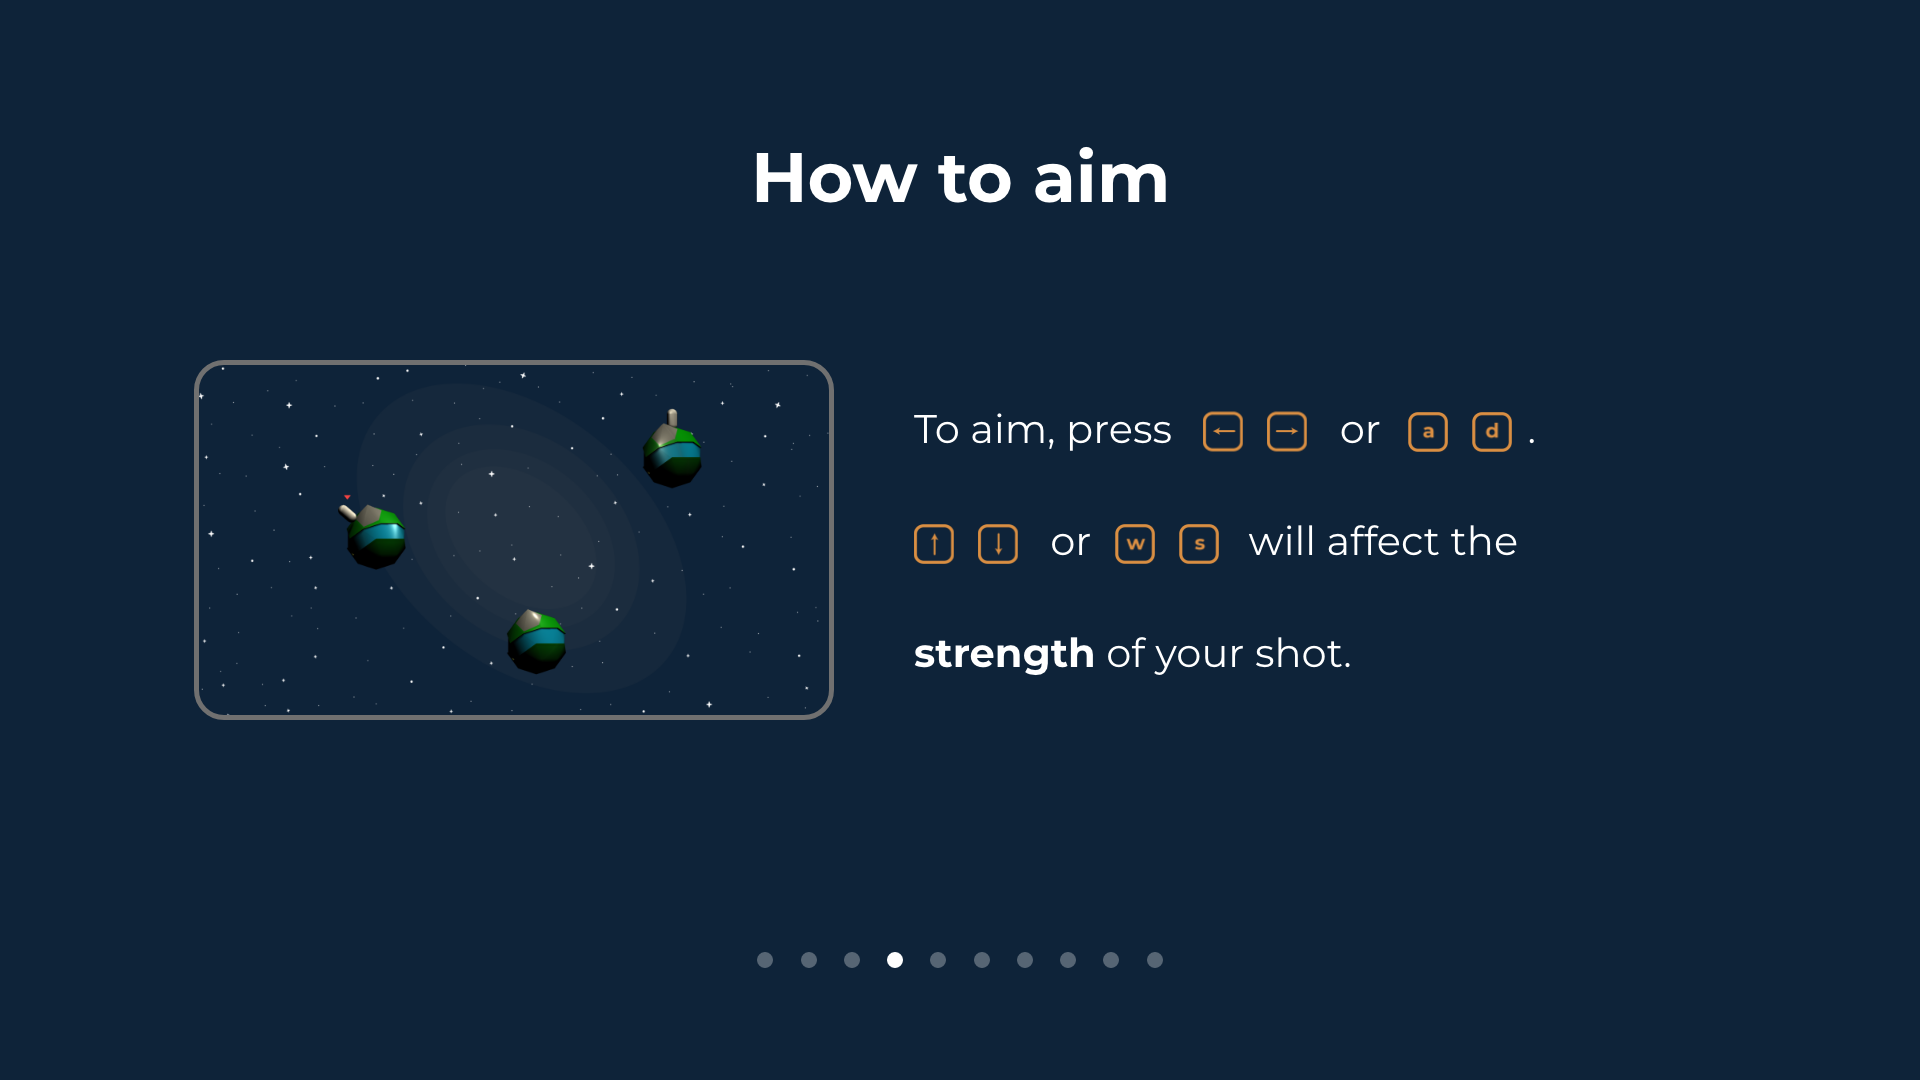 How to aim
To aim, press ← → or a d .
↑ ↓ or w s will affect the
strength of your shot.